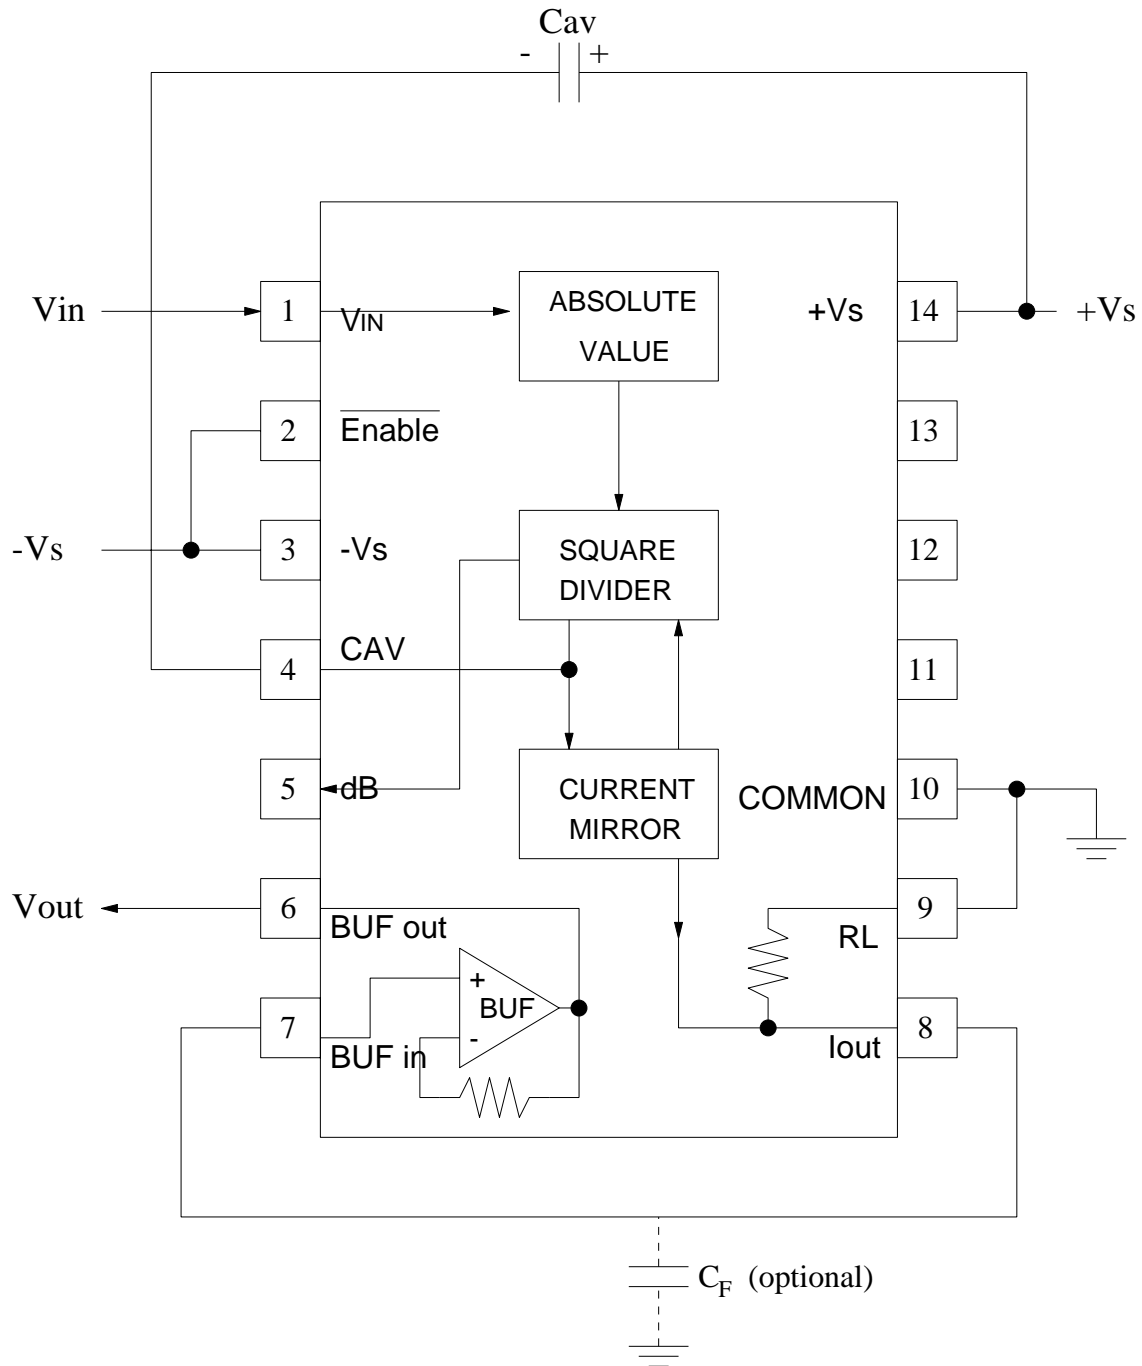 Cav
- +
Vin
1
VIN
ABSOLUTE
VALUE
+Vs
14
+Vs
2
Enable
13
-Vs
3
-Vs
SQUARE
DIVIDER
12
4
CAV
11
5
dB
CURRENT
MIRROR
COMMON
10
Vout
6
BUF out
RL
9
7
BUF in
+
BUF
-
Iout
8
CF (optional)